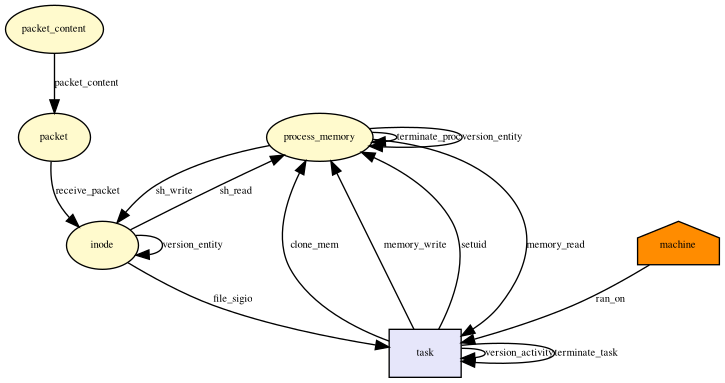 packet_content
packet_content
packet
process_memory
terminate_proc
version_entity
receive_packet
sh_write
sh_read
inode
version_entity
clone_mem
memory_write
setuid
memory_read
machine
file_sigio
ran_on
task
version_activity
terminate_task